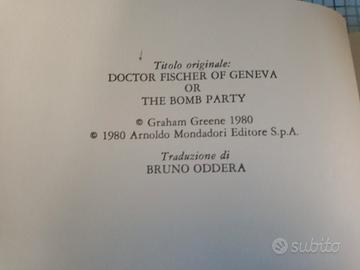 Titolo originale:
DOCTOR FISCHER OF GENEVA
OR
THE BOMB PARTY
© Graham Greene 1980
© 1980 Arnoldo Mondadori Editore S.p.A.
Traduzione di
BRUNO ODDERA
subito